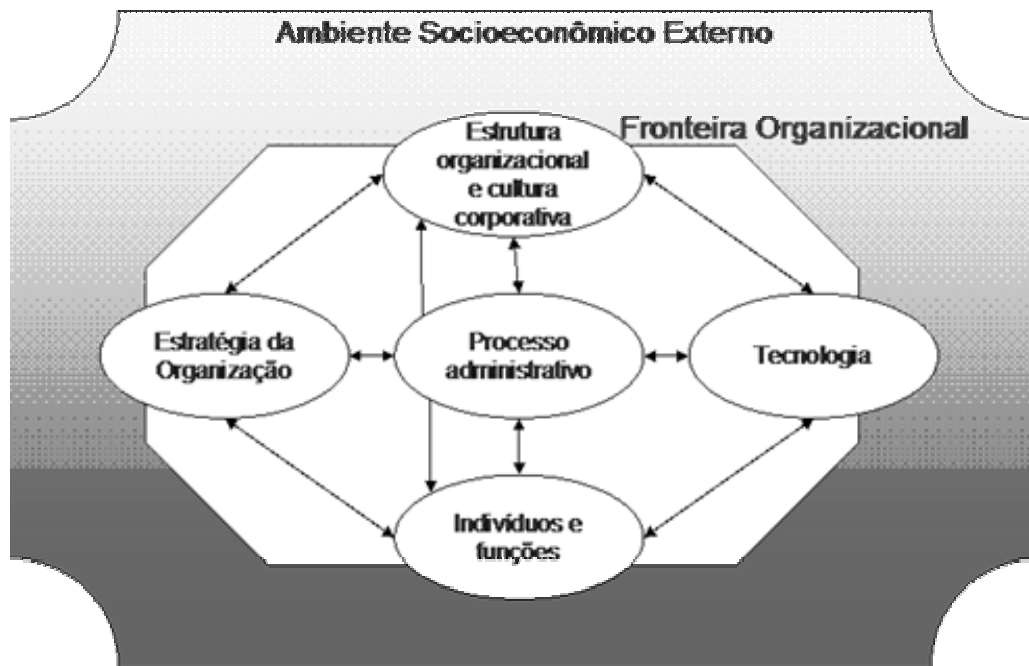 Ambiente Socioeconômico Externo
Fronteira Organizacional
Estrutura
organizacional
e cultura
corporativa
Estratégia da
Organização
Processo
administrativo
Tecnologia
Indivíduos e
funções